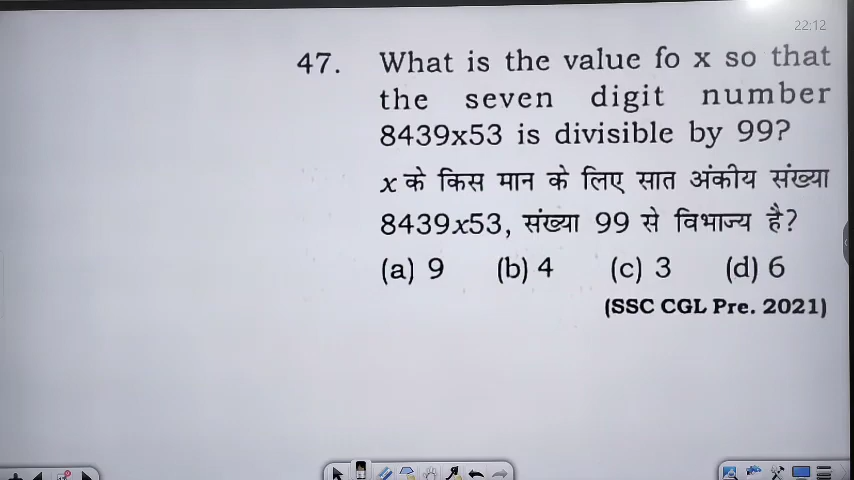 22:12
47. What is the value fo x so that
the seven digit number
8439x53 is divisible by 99?
x के किस मान के लिए सात अंकीय संख्या
8439x53, संख्या 99 से विभाज्य है?
(a) 9 (b) 4 (c) 3 (d) 6
(SSC CGL Pre. 2021)